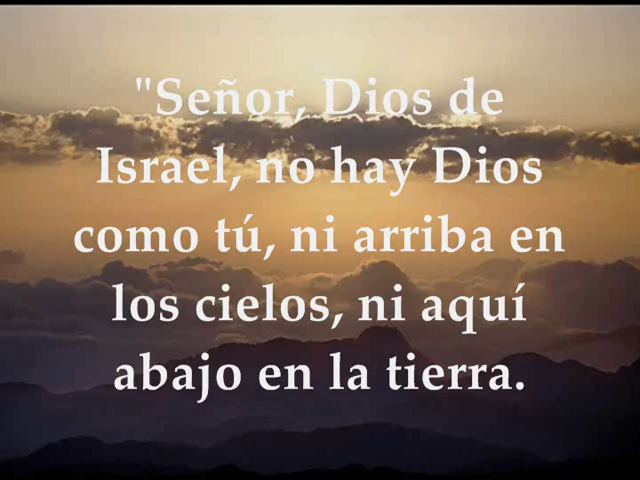 "Señor, Dios de
Israel, no hay Dios
como tú, ni arriba en
los cielos, ni aquí
abajo en la tierra.